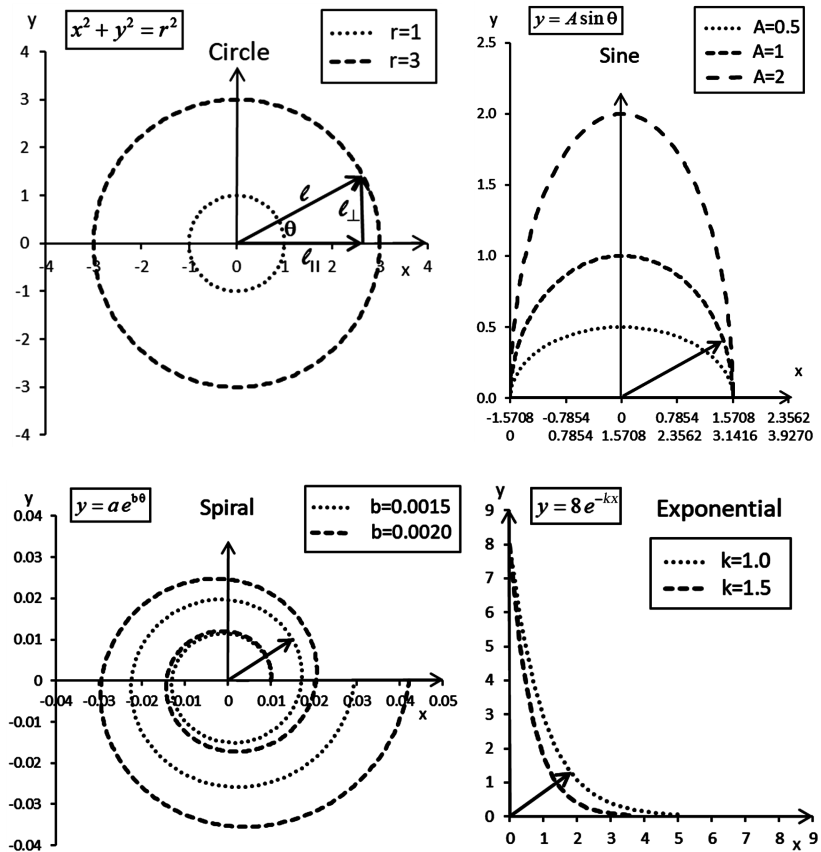 x² + y² = r²
Circle
r=1
r=3
y
4
3
2
1
0
-1
-2
-3
-4
-4 -3 -2 -1 0 1 2 3 4
x
ℓ
ℓ⊥
θ
ℓ||
y = A sin θ
Sine
A=0.5
A=1
A=2
y
2.5
2.0
1.5
1.0
0.5
0.0
x
-1.5708 -0.7854 0 0.7854 1.5708 2.3562
0 0.7854 1.5708 2.3562 3.1416 3.9270
y = ae^{bθ}
Spiral
b=0.0015
b=0.0020
y
0.04
0.03
0.02
0.01
0
-0.01
-0.02
-0.03
-0.04
-0.04 -0.03 -0.02 -0.01 0 0.01 0.02 0.03 0.04 0.05
x
y = 8e^{-kx}
Exponential
k=1.0
k=1.5
y
9
8
7
6
5
4
3
2
1
0
0 1 2 3 4 5 6 7 8 9
x